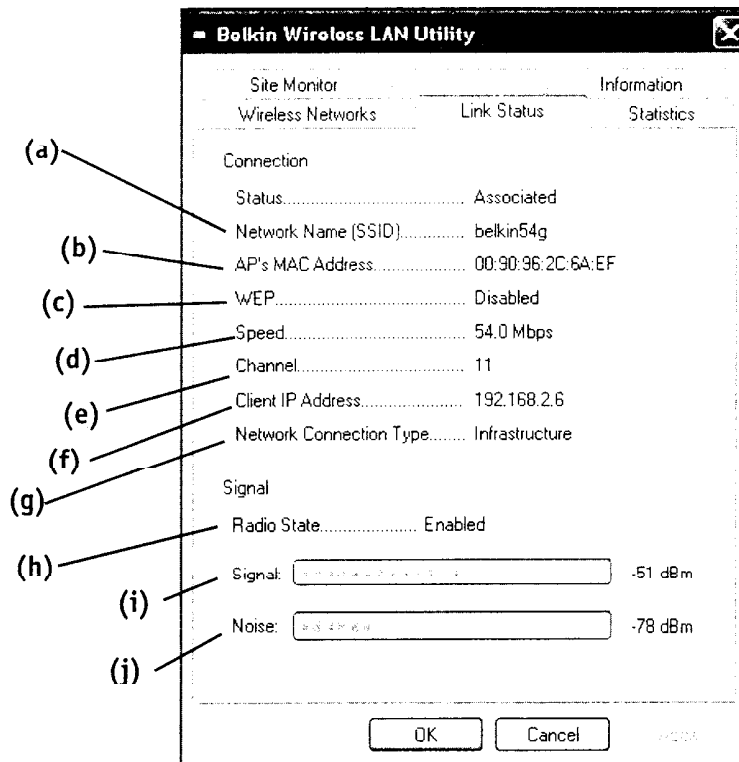 Bolkin Wiroloss LAN Utility
Site Monitor Information
Wireless Networks Link Status Statistics
(a) Connection
Status.......................... Associated
Network Name (SSID)............ belkin54g
(b) AP's MAC Address................. 00:90:96:2C:6A:EF
(c) WEP.................................. Disabled
Speed................................ 54.0 Mbps
(d) Channel.............................. 11
(e) Client IP Address.................... 192.168.2.6
(f) Network Connection Type....... Infrastructure
(g) Signal
Radio State................... Enabled
(h)
Signal: -51 dBm
(i)
Noise: -78 dBm
(j)
OK Cancel